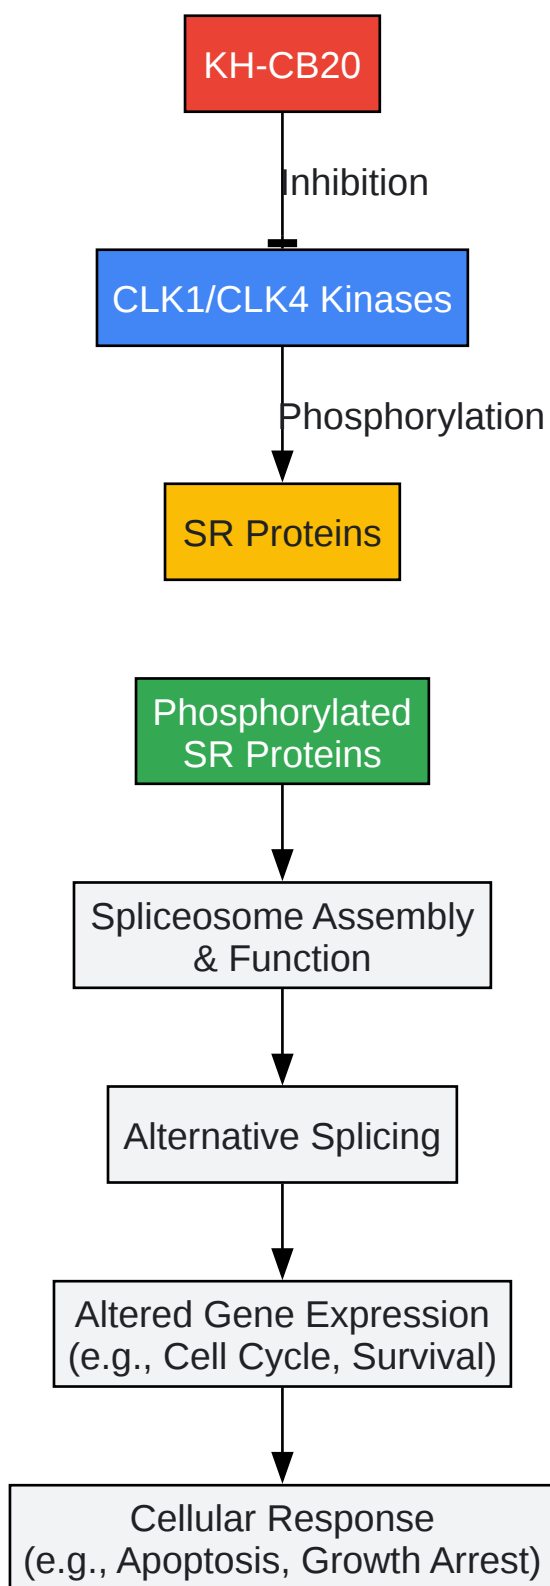 KH-CB20
Inhibition
CLK1/CLK4 Kinases
Phosphorylation
SR Proteins
Phosphorylated
SR Proteins
Spliceosome Assembly
& Function
Alternative Splicing
Altered Gene Expression
(e.g., Cell Cycle, Survival)
Cellular Response
(e.g., Apoptosis, Growth Arrest)